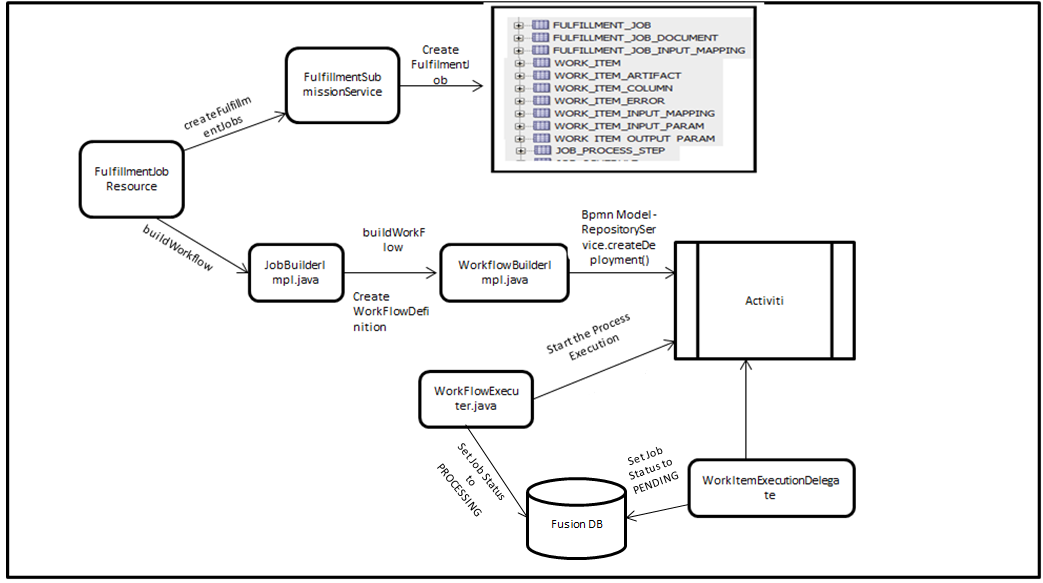 FULFILLMENT_JOB
FULFILLMENT_JOB_DOCUMENT
FULFILLMENT_JOB_INPUT_MAPPING
WORK_ITEM
WORK_ITEM_ARTIFACT
WORK_ITEM_COLUMN
WORK_ITEM_ERROR
WORK_ITEM_INPUT_MAPPING
WORK_ITEM_INPUT_PARAM
WORK_ITEM_OUTPUT_PARAM
JOB_PROCESS_STEP
Create
FulfilmentJ
ob
FulfillmentSub
missionService
createFulfillm
entJobs
FulfillmentJob
Resource
buildWorkflow
JobBuilderI
mpl.java
buildWorkF
low
Create
WorkFlowDefi
nition
WorkflowBuilderI
mpl.java
Bpmn Model -
RepositorySer
vice.createDe
ployment()
Activiti
Start the Process
Execution
WorkFlowExecu
ter.java
Set Job Status
to
PROCESSING
Set Job
Status to
PENDING
WorkItemExecutionDelega
te
Fusion DB